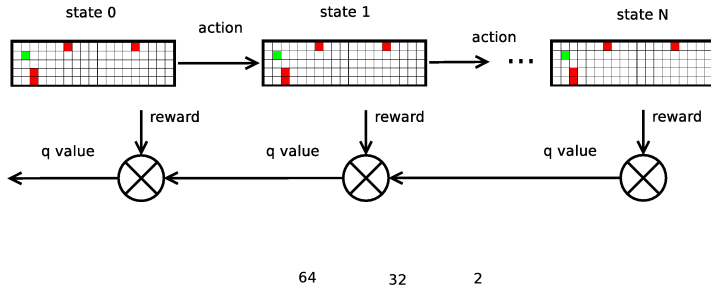 state 0 state 1 state N
action action
...
reward reward reward
q value q value q value
64 32 2